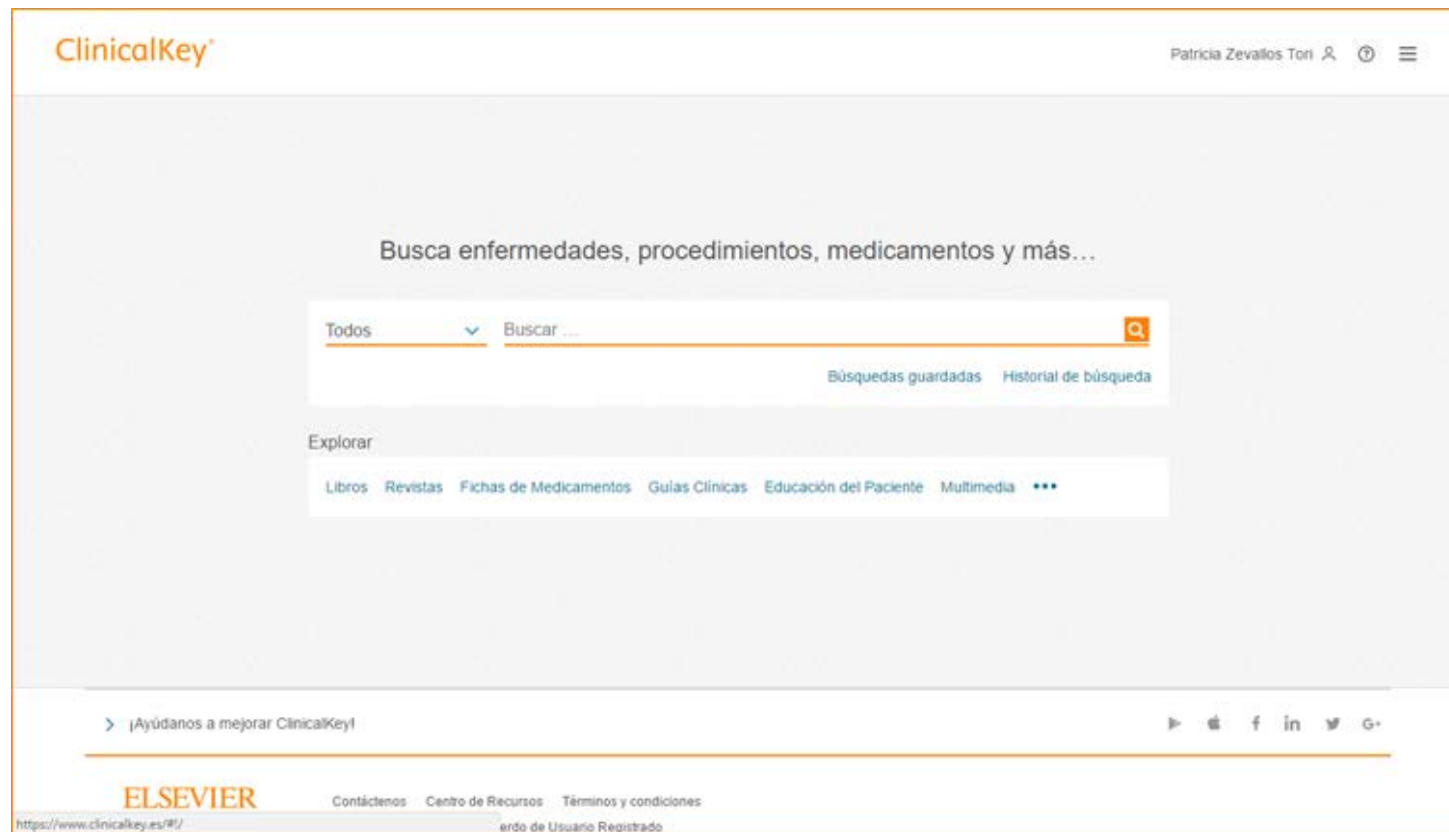 ClinicalKey®
Patricia Zevallos Tori
Busca enfermedades, procedimientos, medicamentos y más...
Todos Buscar ...
Búsquedas guardadas Historial de búsqueda
Explorar
Libros Revistas Fichas de Medicamentos Guías Clínicas Educación del Paciente Multimedia •••
¡Ayúdanos a mejorar ClinicalKey!
f in G+
ELSEVIER
Contáctenos Centro de Recursos Términos y condiciones
https://www.clinicalkey.es/#!/
erdo de Usuario Registrado